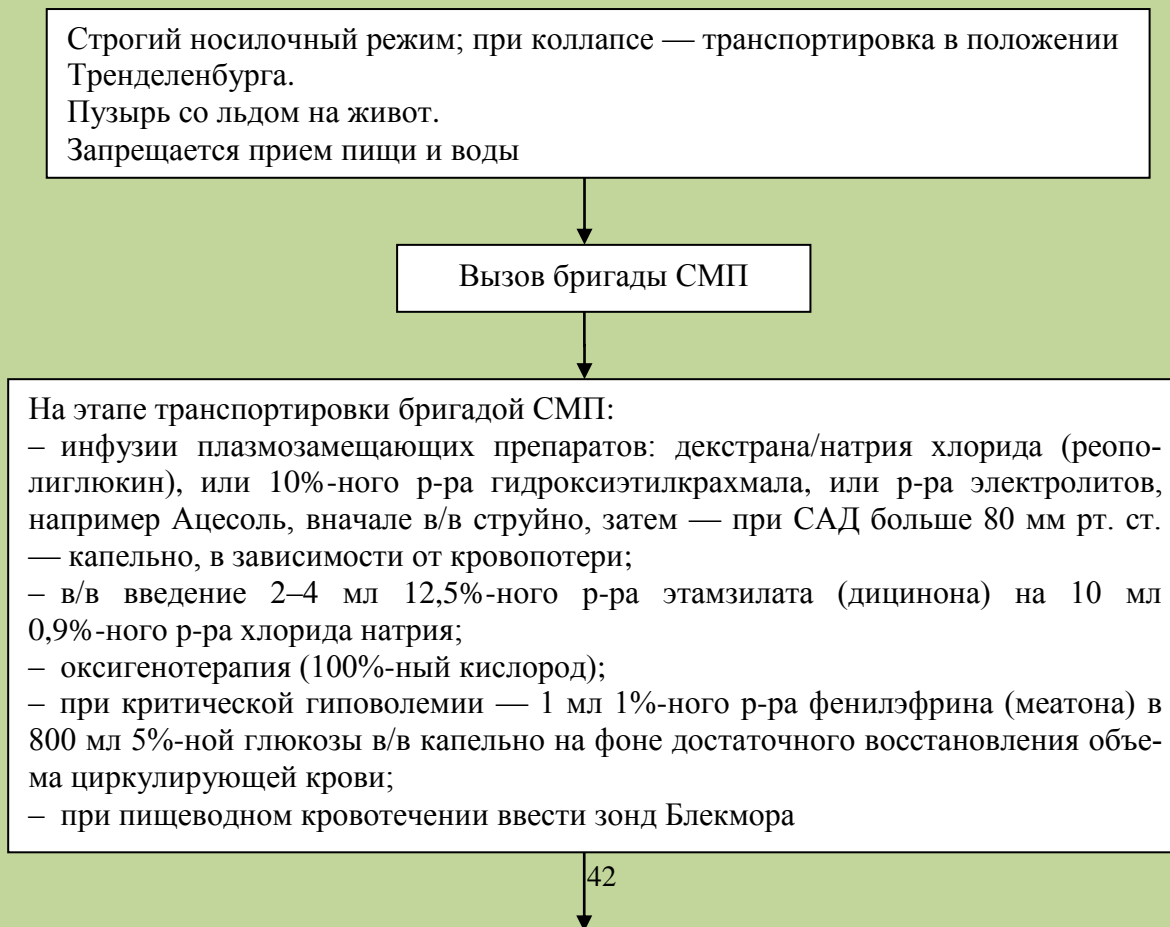 Строгий носилочный режим; при коллапсе — транспортировка в положении
Тренделенбурга.
Пузырь со льдом на живот.
Запрещается прием пищи и воды
Вызов бригады СМП
На этапе транспортировки бригадой СМП:
– инфузии плазмозамещающих препаратов: декстрана/натрия хлорида (реопо-
лиглюкин), или 10%-ного р-ра гидроксиэтилкрахмала, или р-ра электролитов,
например Ацесоль, вначале в/в струйно, затем — при САД больше 80 мм рт. ст.
— капельно, в зависимости от кровопотери;
– в/в введение 2–4 мл 12,5%-ного р-ра этамзилата (дицинона) на 10 мл
0,9%-ного р-ра хлорида натрия;
– оксигенотерапия (100%-ный кислород);
– при критической гиповолемии — 1 мл 1%-ного р-ра фенилэфрина (меатона) в
800 мл 5%-ной глюкозы в/в капельно на фоне достаточного восстановления объе-
ма циркулирующей крови;
– при пищеводном кровотечении ввести зонд Блекмора
42